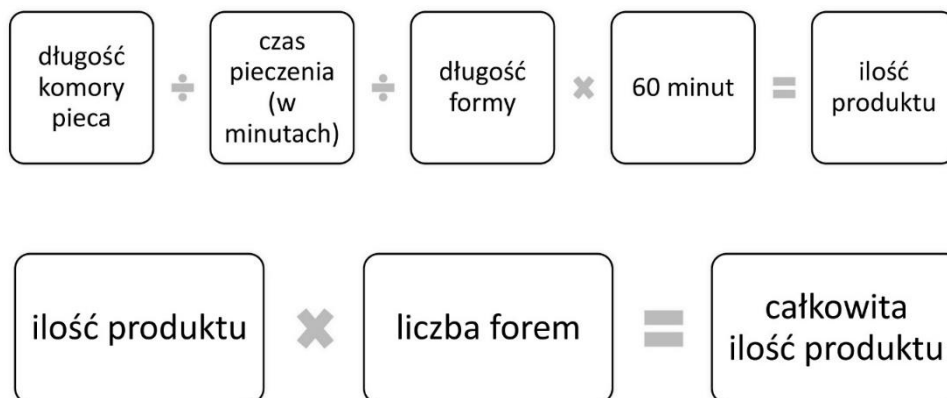 długość
komory
pieca
÷
czas
pieczenia
(w
minutach)
÷
długość
formy
×
60 minut
=
ilość
produktu
ilość produktu
×
liczba forem
=
całkowita
ilość produktu